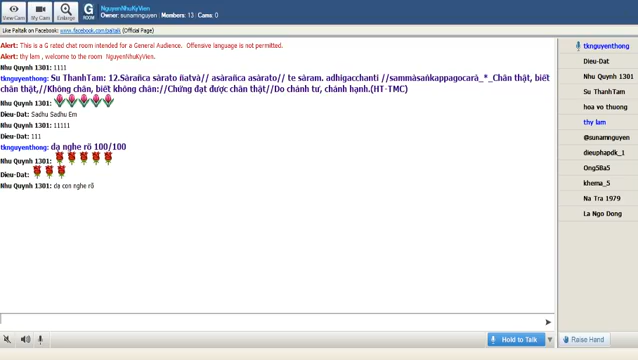 View Cam
My Cam
Enlarge
G
ROOM
NguyenNhuKyVien
Owner: sunamnguyen | Members: 13 | Cams: 0
Like Paltalk on Facebook: www.facebook.com/paltalk (Official Page)
Alert: This is a G rated chat room intended for a General Audience. Offensive language is not permitted.
Alert: thy lem , welcome to the room NguyenNhuKyVien.
Nhu Quynh 1301: 1111
tknguyenthong: Su ThanhTam: 12.Sārañca sārato ñatvā// asārañca asārato// te sāraṃ. adhigacchanti //sammāsaṅkappagocarā_*_Chân thật, biết
chân thật,//Không chân, biết không chân://Chứng đạt được chân thật//Do chánh tư, chánh hạnh.(HT-TMC)
Nhu Quynh 1301:
Dieu-Dat: Sadhu Sadhu Em
Nhu Quynh 1301: 11111
Dieu-Dat: 111
tknguyenthong: dạ nghe rõ 100/100
Nhu Quynh 1301:
Dieu-Dat:
Nhu Quynh 1301: dạ con nghe rõ
tknguyenthong
Dieu-Dat
Nhu Quynh 1301
Su ThanhTam
hoa vo thuong
thy lam
@sunamnguyen
dieuphapdk_1
Ong5Ba5
khema_5
Na Tra 1979
La Ngo Dong
Hold to Talk
Raise Hand